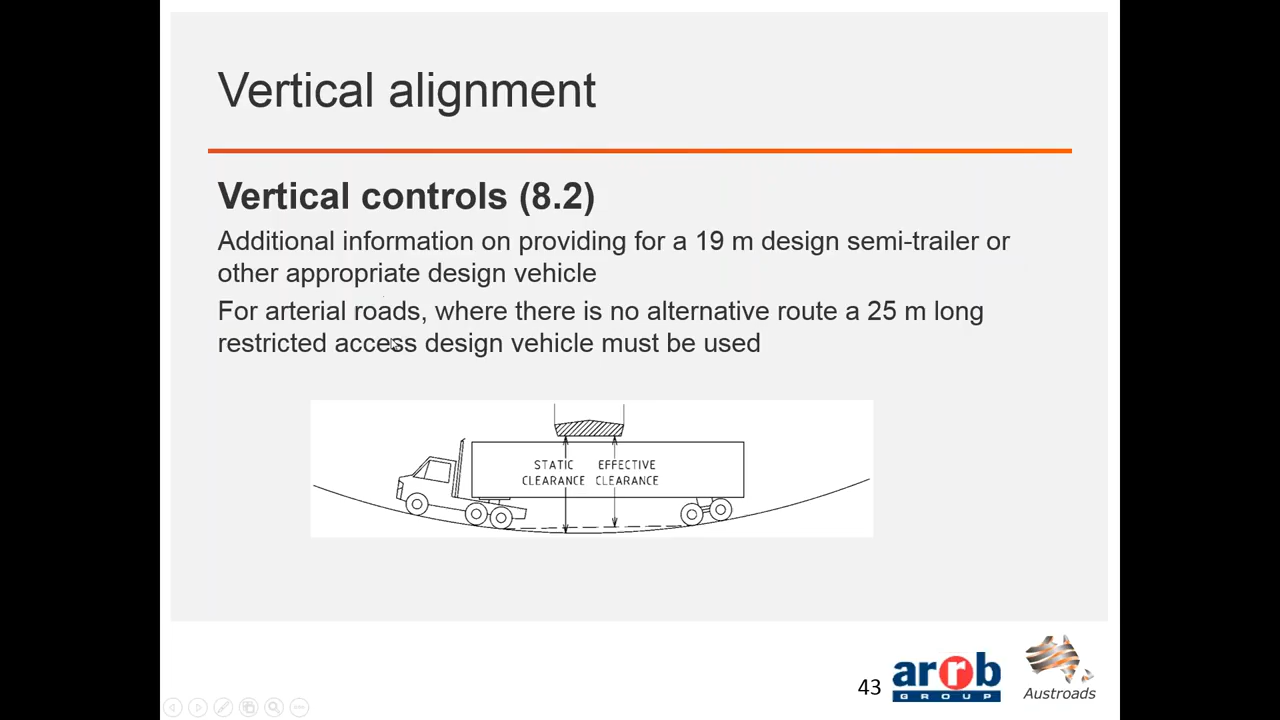 Vertical alignment
Vertical controls (8.2)
Additional information on providing for a 19 m design semi-trailer or
other appropriate design vehicle
For arterial roads, where there is no alternative route a 25 m long
restricted access design vehicle must be used
STATIC EFFECTIVE
CLEARANCE CLEARANCE
43
arrb
GROUP
Austroads